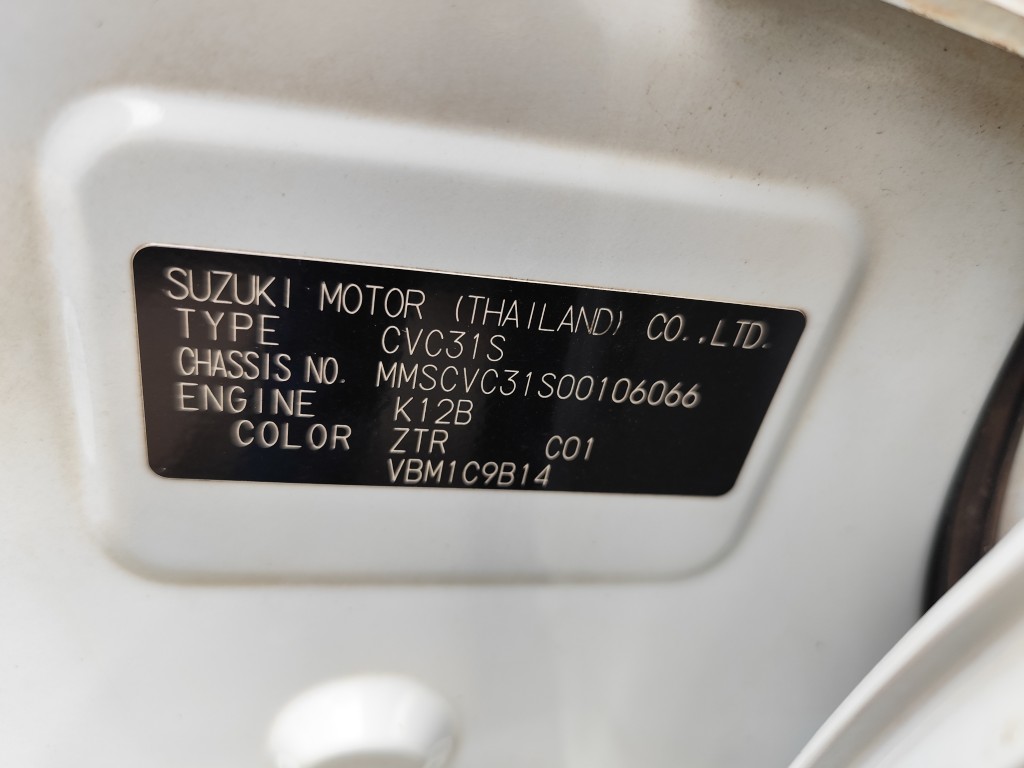 SUZUKI MOTOR (THAILAND) CO.,LTD.
TYPE CVC31S
CHASSIS NO. MMSCVC31S00106066
ENGINE K12B
COLOR ZTR C01
VBM1C9B14